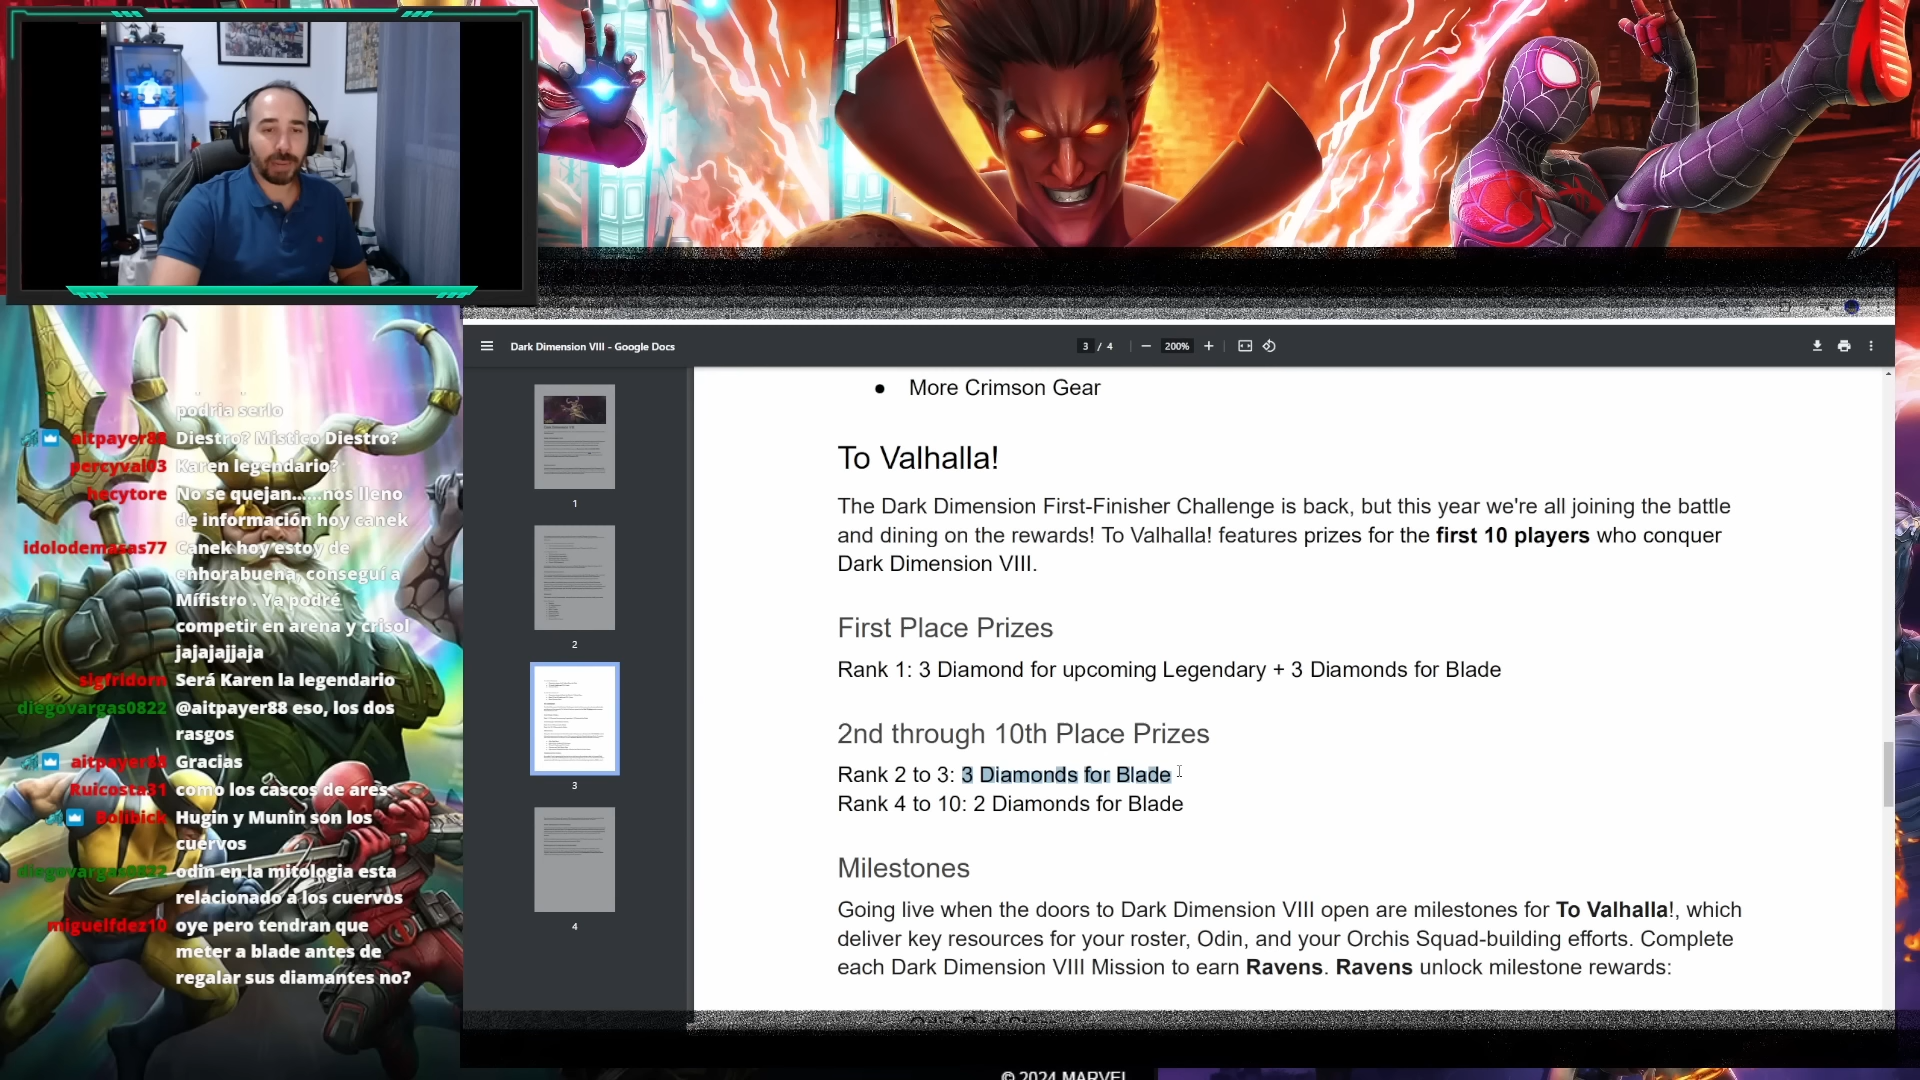 Dark Dimension VIII - Google Docs
3 / 4
200%
1
2
3
4
More Crimson Gear
To Valhalla!
The Dark Dimension First-Finisher Challenge is back, but this year we're all joining the battle
and dining on the rewards! To Valhalla! features prizes for the first 10 players who conquer
Dark Dimension VIII.
First Place Prizes
Rank 1: 3 Diamond for upcoming Legendary + 3 Diamonds for Blade
2nd through 10th Place Prizes
Rank 2 to 3: 3 Diamonds for Blade
Rank 4 to 10: 2 Diamonds for Blade
Milestones
Going live when the doors to Dark Dimension VIII open are milestones for To Valhalla!, which
deliver key resources for your roster, Odin, and your Orchis Squad-building efforts. Complete
each Dark Dimension VIII Mission to earn Ravens. Ravens unlock milestone rewards:
podria serlo
aitpayer88 Diestro? Mistico Diestro?
percyval03 Karen legendario?
hecytore No se quejan......nos lleno
de información hoy canek
idolodemasas77 Canek hoy estoy de
enhorabuena, conseguí a
Mífistro . Ya podré
competir en arena y crisol
jajajajjaja
sigfridorn Será Karen la legendario
diegovargas0822 @aitpayer88 eso, los dos
rasgos
aitpayer88 Gracias
Ruicosta31 como los cascos de ares
Bolibick Hugin y Munin son los
cuervos
diegovargas0822 odin en la mitologia esta
relacionado a los cuervos
miguelfdez10 oye pero tendran que
meter a blade antes de
regalar sus diamantes no?
© 2024 MARVEL